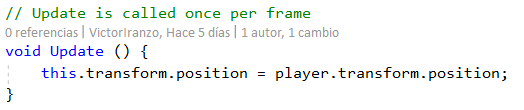 // Update is called once per frame
0 referencias | VictorIranzo, Hace 5 días | 1 autor, 1 cambio
void Update () {
    this.transform.position = player.transform.position;
}